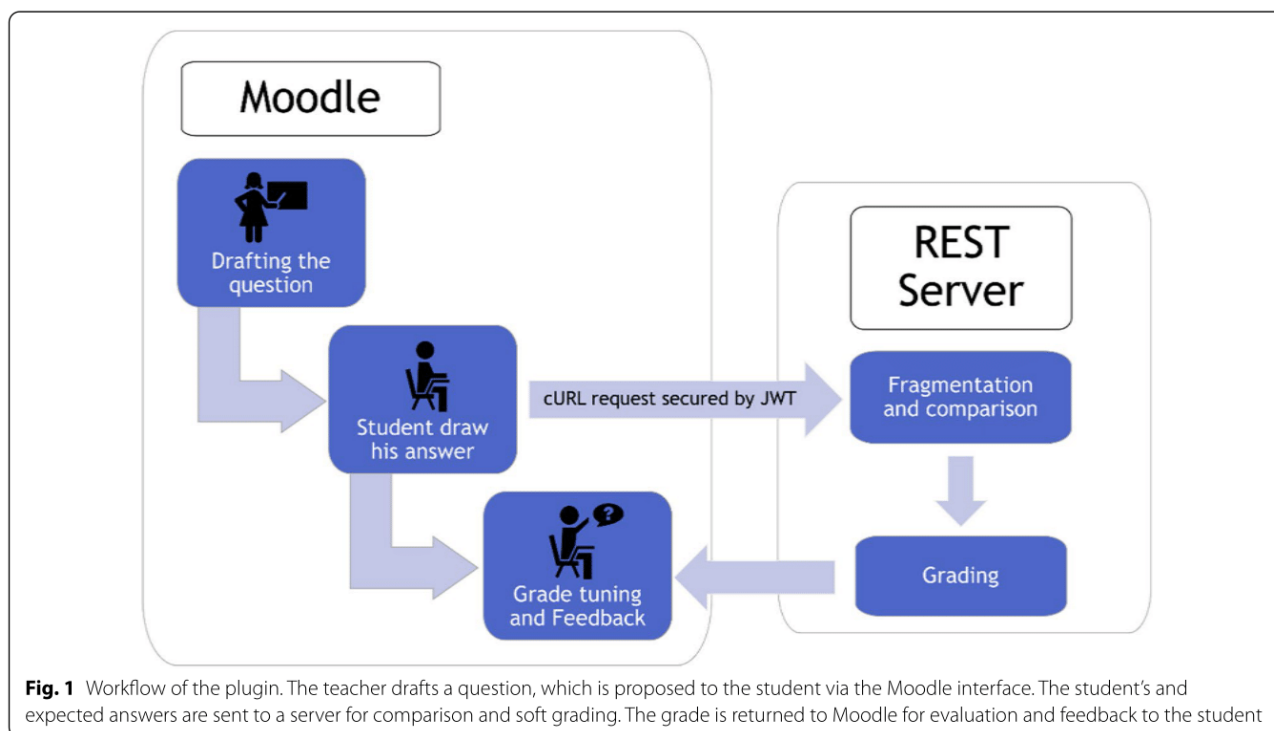 Moodle
Drafting the
question
Student draw
his answer
cURL request secured by JWT
?
Grade tuning
and Feedback
REST
Server
Fragmentation
and comparison
Grading
Fig. 1 Workflow of the plugin. The teacher drafts a question, which is proposed to the student via the Moodle interface. The student’s and
expected answers are sent to a server for comparison and soft grading. The grade is returned to Moodle for evaluation and feedback to the student